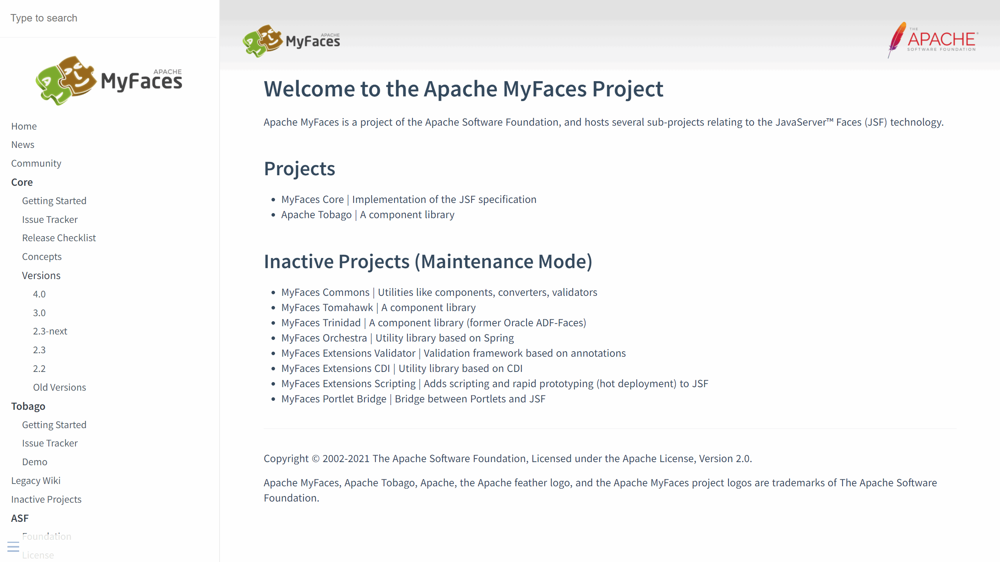 Type to search
APACHE
MyFaces
Home
News
Community
Core
Getting Started
Issue Tracker
Release Checklist
Concepts
Versions
4.0
3.0
2.3-next
2.3
2.2
Old Versions
Tobago
Getting Started
Issue Tracker
Demo
Legacy Wiki
Inactive Projects
ASF
Foundation
License
APACHE
MyFaces
THE
APACHE®
SOFTWARE FOUNDATION
Welcome to the Apache MyFaces Project
Apache MyFaces is a project of the Apache Software Foundation, and hosts several sub-projects relating to the JavaServer™ Faces (JSF) technology.
Projects
• MyFaces Core | Implementation of the JSF specification
• Apache Tobago | A component library
Inactive Projects (Maintenance Mode)
• MyFaces Commons | Utilities like components, converters, validators
• MyFaces Tomahawk | A component library
• MyFaces Trinidad | A component library (former Oracle ADF-Faces)
• MyFaces Orchestra | Utility library based on Spring
• MyFaces Extensions Validator | Validation framework based on annotations
• MyFaces Extensions CDI | Utility library based on CDI
• MyFaces Extensions Scripting | Adds scripting and rapid prototyping (hot deployment) to JSF
• MyFaces Portlet Bridge | Bridge between Portlets and JSF
Copyright © 2002-2021 The Apache Software Foundation, Licensed under the Apache License, Version 2.0.
Apache MyFaces, Apache Tobago, Apache, the Apache feather logo, and the Apache MyFaces project logos are trademarks of The Apache Software
Foundation.